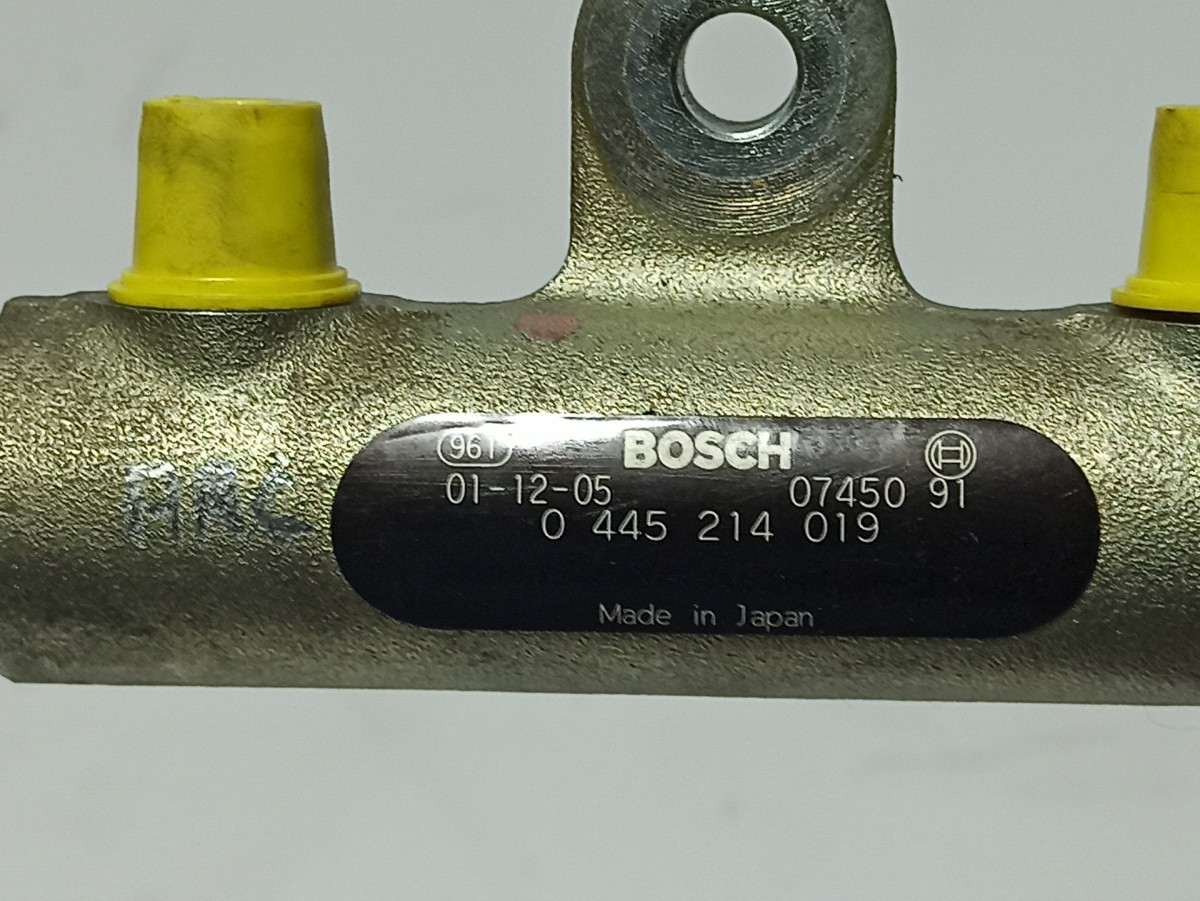 961 BOSCH
01-12-05 07450 91
0 445 214 019
Made in Japan